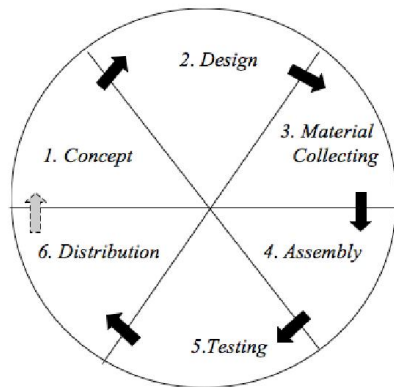 1. Concept
2. Design
3. Material
Collecting
4. Assembly
5.Testing
6. Distribution